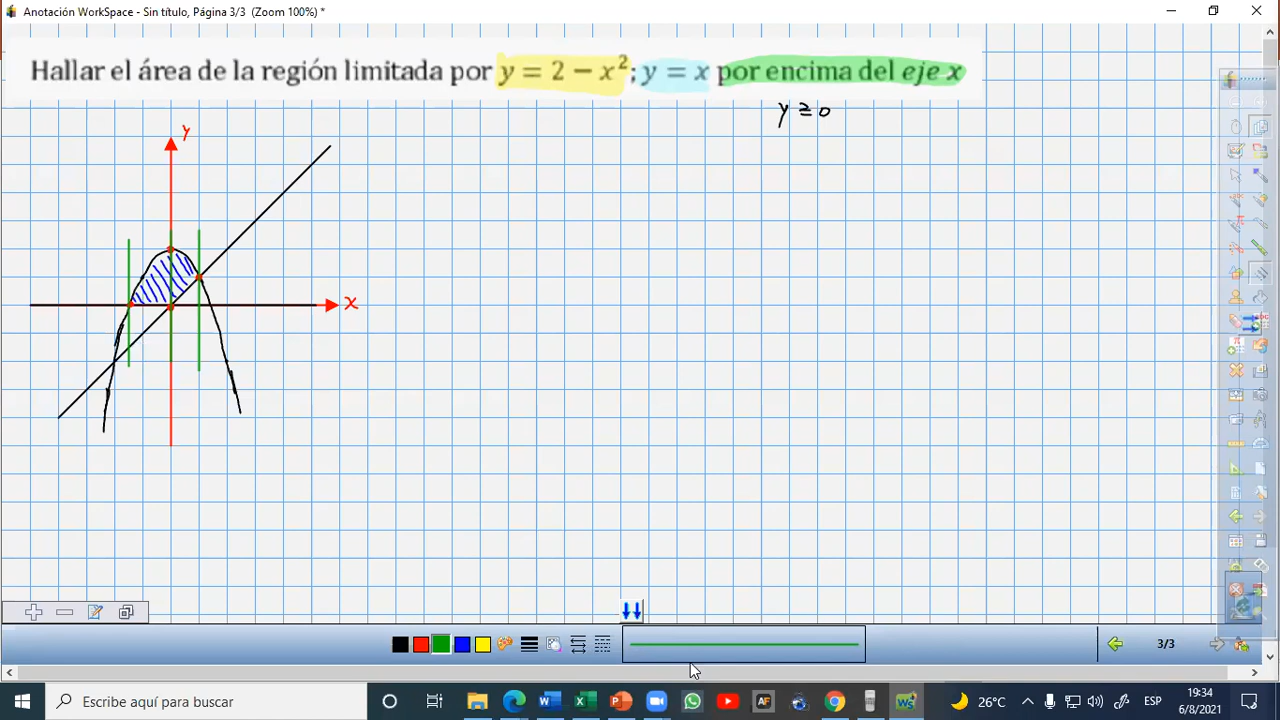 Anotación WorkSpace - Sin título, Página 3/3 (Zoom 100%) *
Hallar el área de la región limitada por y = 2 − x²; y = x por encima del eje x
y ≥ 0
y
x
3/3
Escribe aquí para buscar
26°C
ESP
19:34
6/8/2021